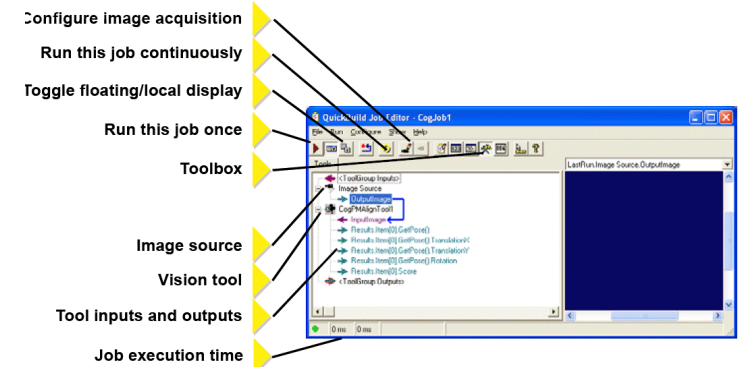 Configure image acquisition
Run this job continuously
Toggle floating/local display
Run this job once
Toolbox
Image source
Vision tool
Tool inputs and outputs
Job execution time
QuickBuild Job Editor - CogJob1
File Run Configure Show Help
Tools
LastRun.Image Source.OutputImage
<ToolGroup Inputs>
Image Source
OutputImage
CogPMAlignTool1
InputImage
Results.Item[0].GetPose()
Results.Item[0].GetPose().TranslationX
Results.Item[0].GetPose().TranslationY
Results.Item[0].GetPose().Rotation
Results.Item[0].Score
<ToolGroup Outputs>
0 ms 0 ms